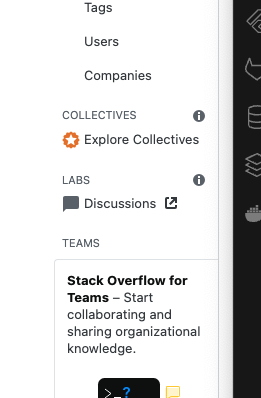 Tags
Users
Companies
COLLECTIVES
Explore Collectives
LABS
Discussions
TEAMS
Stack Overflow for
Teams – Start
collaborating and
sharing organizational
knowledge.
>_?